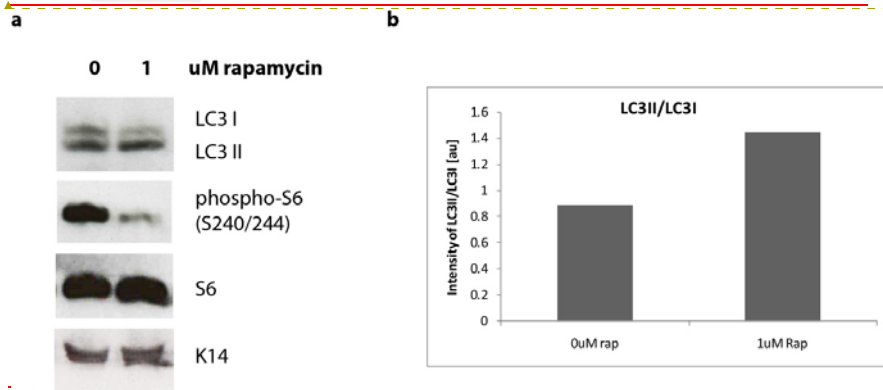 a
0 1 uM rapamycin
LC3 I
LC3 II
phospho-S6
(S240/244)
S6
K14
b
LC3II/LC3I
Intensity of LC3II/LC3I [au]
1.6
1.4
1.2
1
0.8
0.6
0.4
0.2
0
0uM rap 1uM Rap